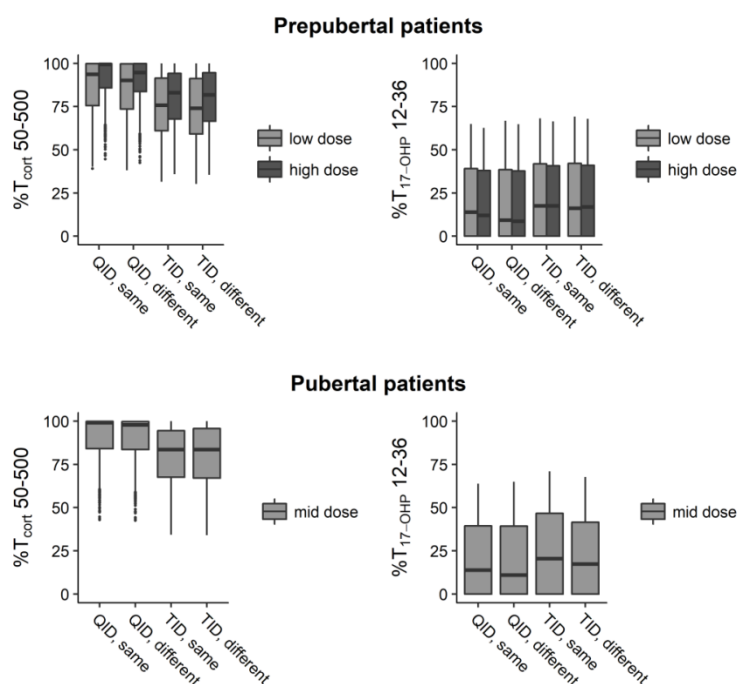 Prepubertal patients
%Tcort 50-500
100
75
50
25
0
QID, same
QID, different
TID, same
TID, different
low dose
high dose
%T17−OHP 12-36
100
75
50
25
0
QID, same
QID, different
TID, same
TID, different
low dose
high dose
Pubertal patients
%Tcort 50-500
100
75
50
25
0
QID, same
QID, different
TID, same
TID, different
mid dose
%T17−OHP 12-36
100
75
50
25
0
QID, same
QID, different
TID, same
TID, different
mid dose